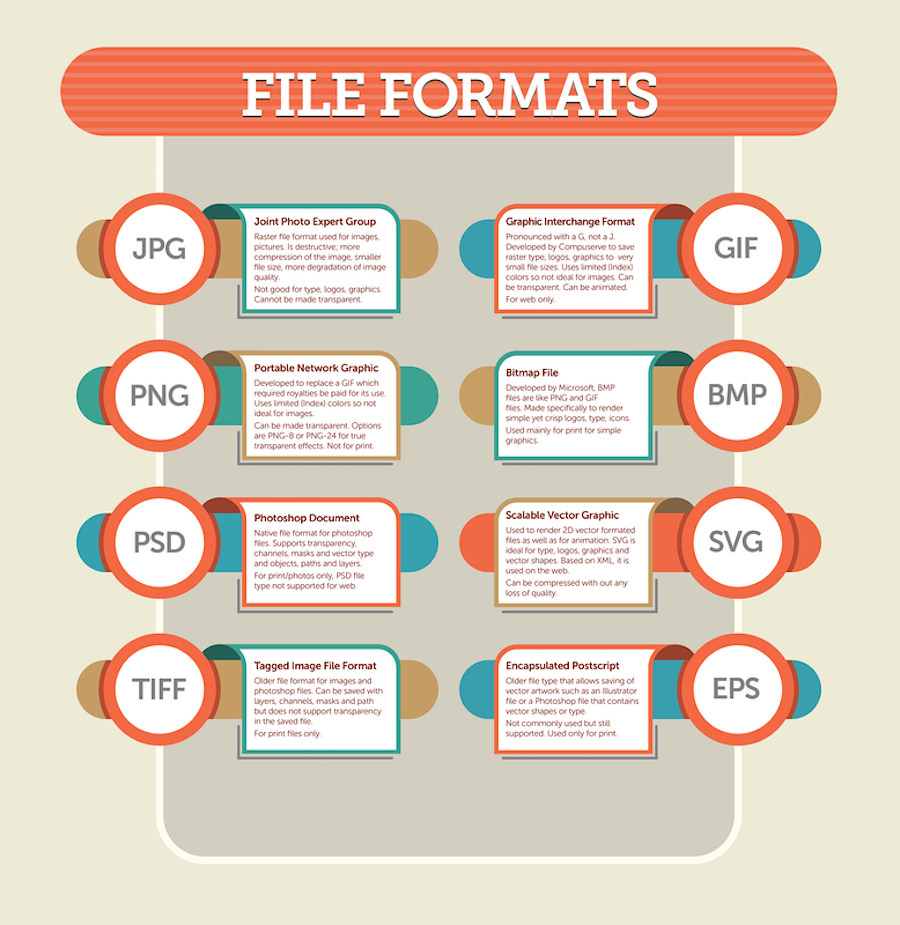 FILE FORMATS
JPG
Joint Photo Expert Group
Raster file format used for images,
pictures. Is destructive; more
compression of the image, smaller
file size, more degradation of image
quality.
Not good for type, logos, graphics.
Cannot be made transparent.
Graphic Interchange Format
Pronounced with a G, not a J.
Developed by Compuserve to save
raster type, logos, graphics to very
small file sizes. Uses limited (Index)
colors so not ideal for images. Can
be transparent. Can be animated.
For web only.
GIF
PNG
Portable Network Graphic
Developed to replace a GIF which
required royalties be paid for its use.
Uses limited (Index) colors so not
ideal for images.
Can be made transparent. Options
are PNG-8 or PNG-24 for true
transparent effects. Not for print.
Bitmap File
Developed by Microsoft, BMP
files are like PNG and GIF
files. Made specifically to render
simple yet crisp logos, type, icons.
Used mainly for print for simple
graphics.
BMP
PSD
Photoshop Document
Native file format for photoshop
files. Supports transparency,
channels, masks and vector type
and objects, paths and layers.
For print/photos only, PSD file
type not supported for web.
Scalable Vector Graphic
Used to render 2D vector formated
files as well as for animation. SVG is
ideal for type, logos, graphics and
vector shapes. Based on XML, it is
used on the web.
Can be compressed with out any
loss of quality.
SVG
TIFF
Tagged Image File Format
Older file format for images and
photoshop files. Can be saved with
layers, channels, masks and path
but does not support transparency
in the saved file.
For print files only.
Encapsulated Postscript
Older file type that allows saving of
vector artwork such as an Illustrator
file or a Photoshop file that contains
vector shapes or type.
Not commonly used but still
supported. Used only for print.
EPS